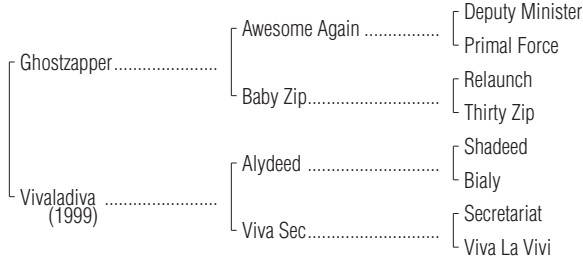 Deputy Minister
Awesome Again ..................
Primal Force
Ghostzapper......................
Relaunch
Baby Zip............................
Thirty Zip
Shadeed
Alydeed ............................
Bialy
Vivaladiva ........................
(1999)
Secretariat
Viva Sec............................
Viva La Vivi